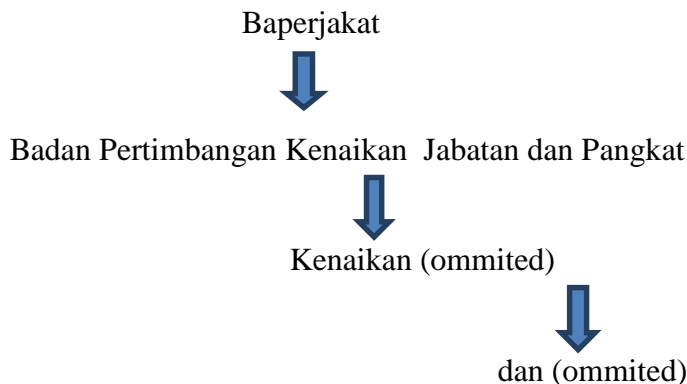 Baperjakat
Badan Pertimbangan Kenaikan Jabatan dan Pangkat
Kenaikan (ommited)
dan (ommited)